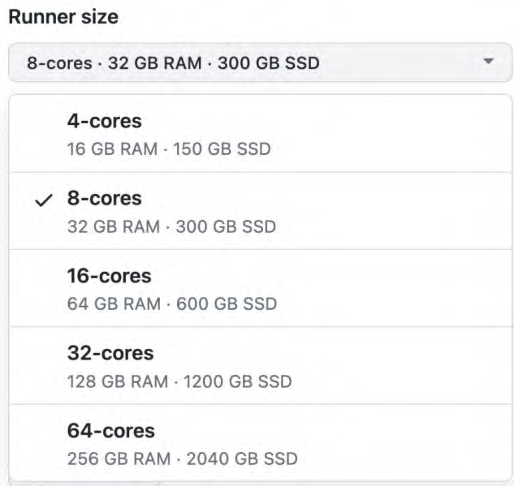 Runner size
8-cores · 32 GB RAM · 300 GB SSD
4-cores
16 GB RAM · 150 GB SSD
8-cores
32 GB RAM · 300 GB SSD
16-cores
64 GB RAM · 600 GB SSD
32-cores
128 GB RAM · 1200 GB SSD
64-cores
256 GB RAM · 2040 GB SSD